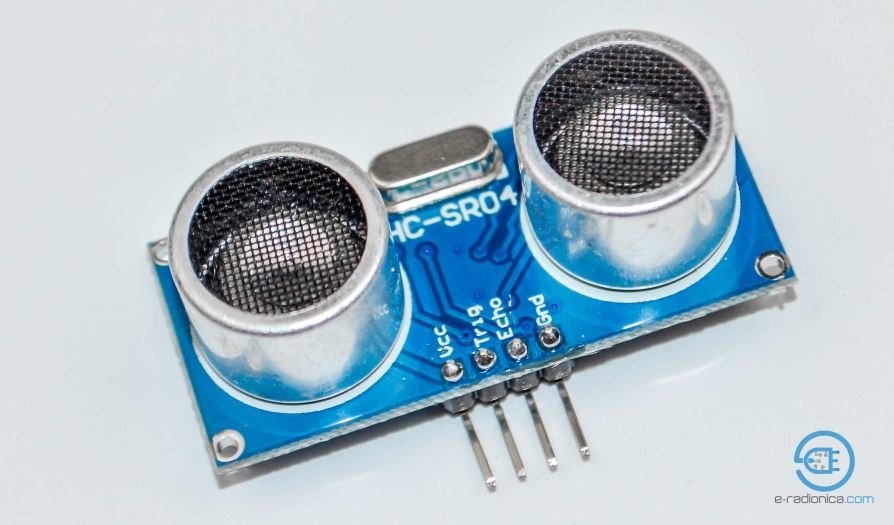 HC-SR04
Vcc
Trig
Echo
Gnd
e-radionica.com